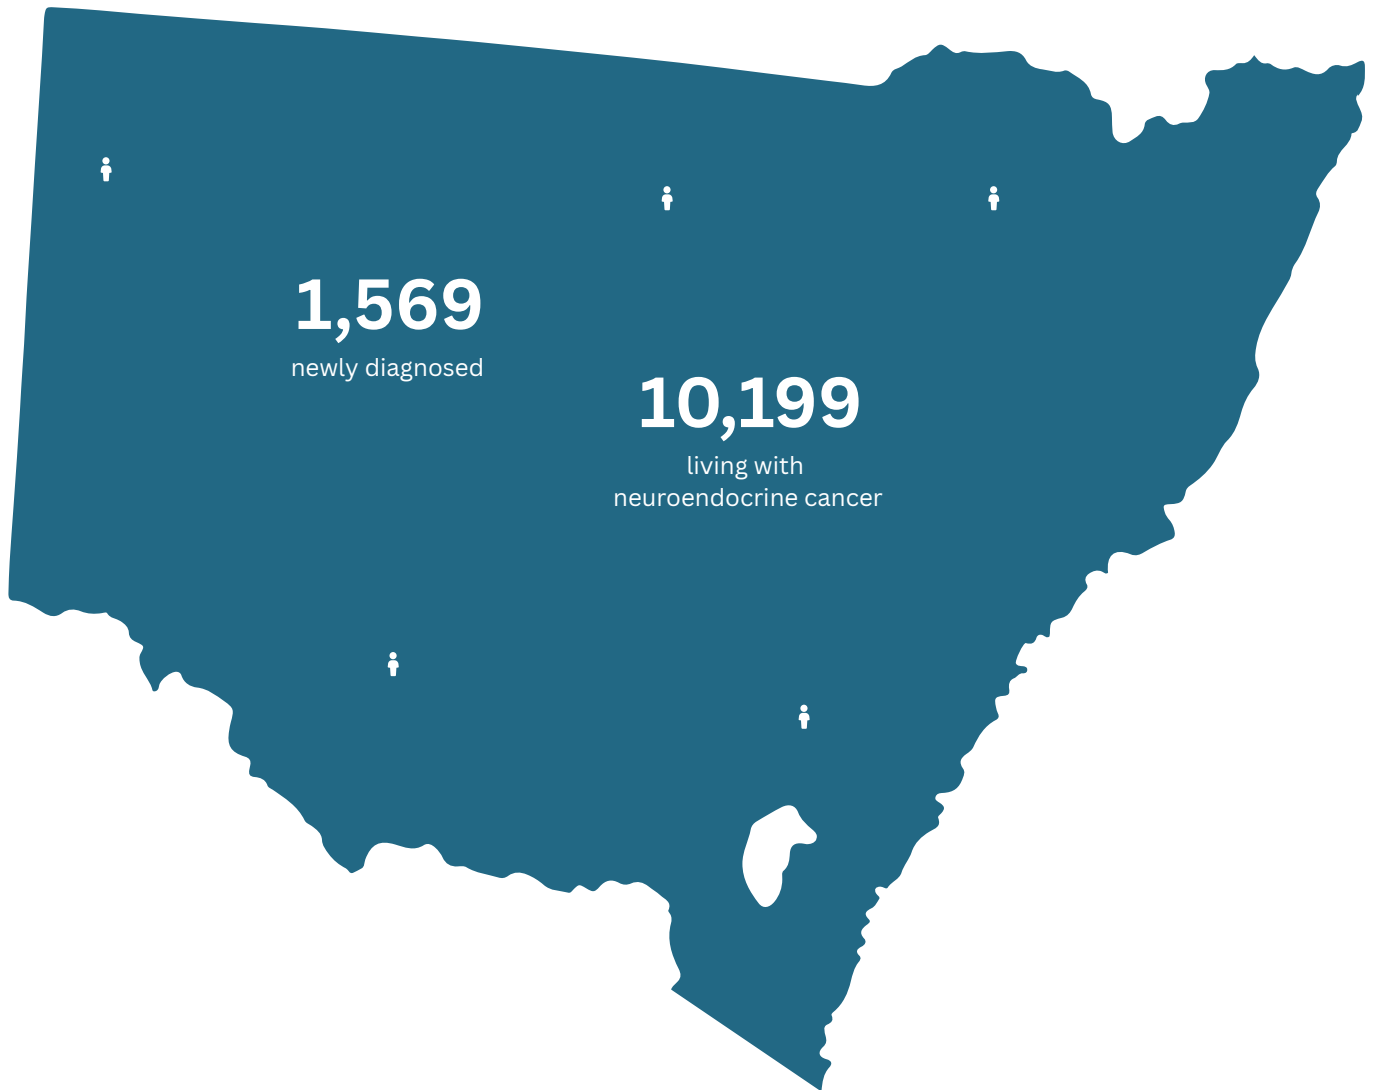 1,569
newly diagnosed
10,199
living with
neuroendocrine cancer